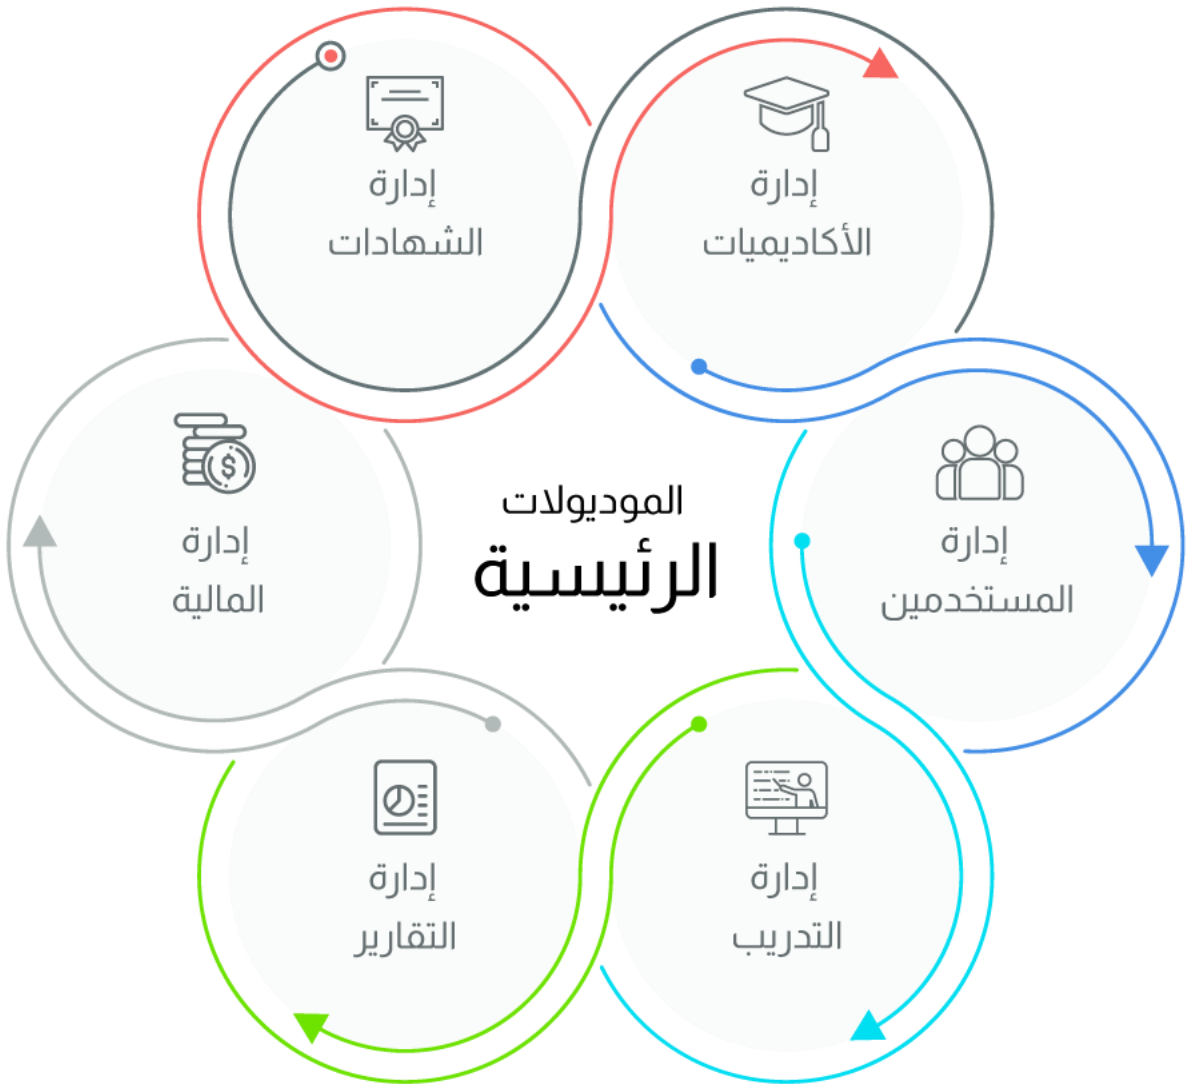 إدارة
الأكاديميات
إدارة
الشهادات
إدارة
المستخدمين
الموديولات
الرئيسية
إدارة
المالية
إدارة
التدريب
إدارة
التقارير
$